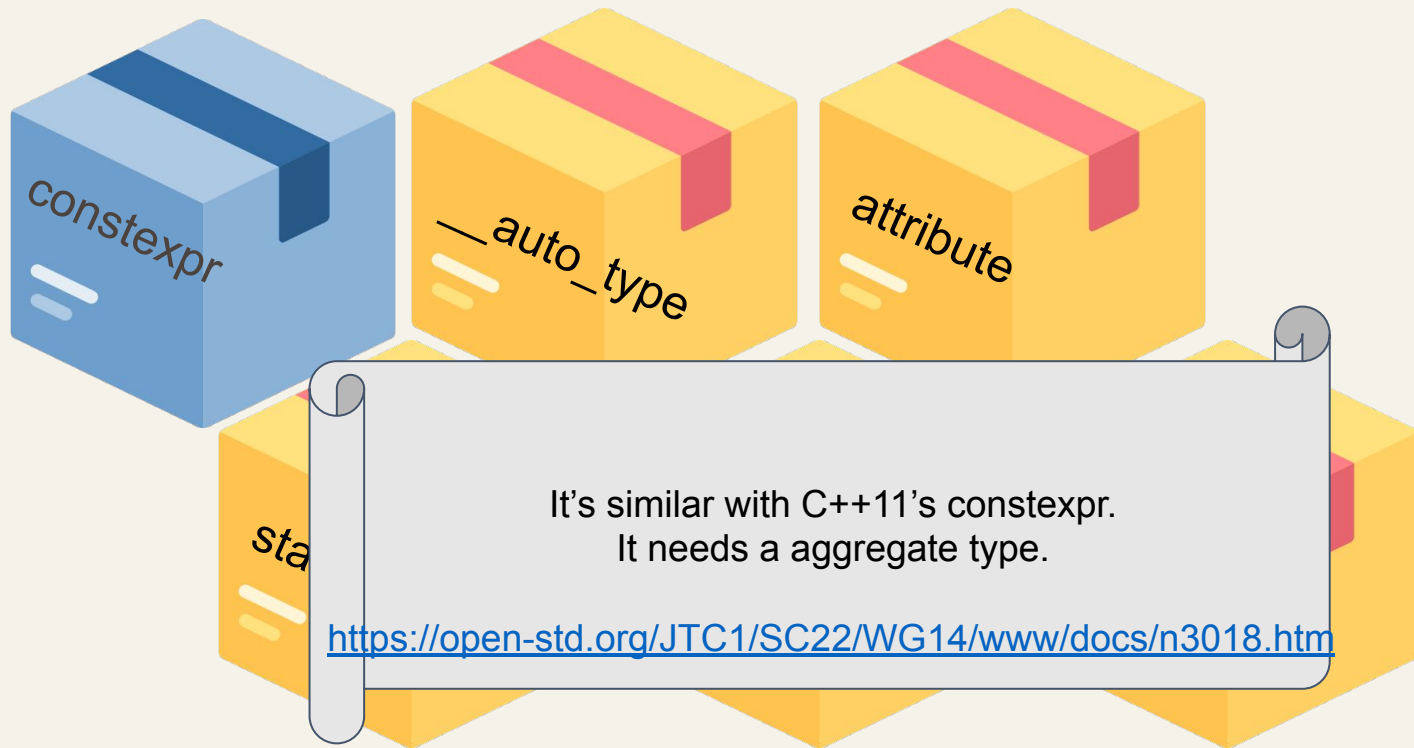 constexpr
__auto_type
attribute
It’s similar with C++11’s constexpr.
It needs a aggregate type.
https://open-std.org/JTC1/SC22/WG14/www/docs/n3018.htm